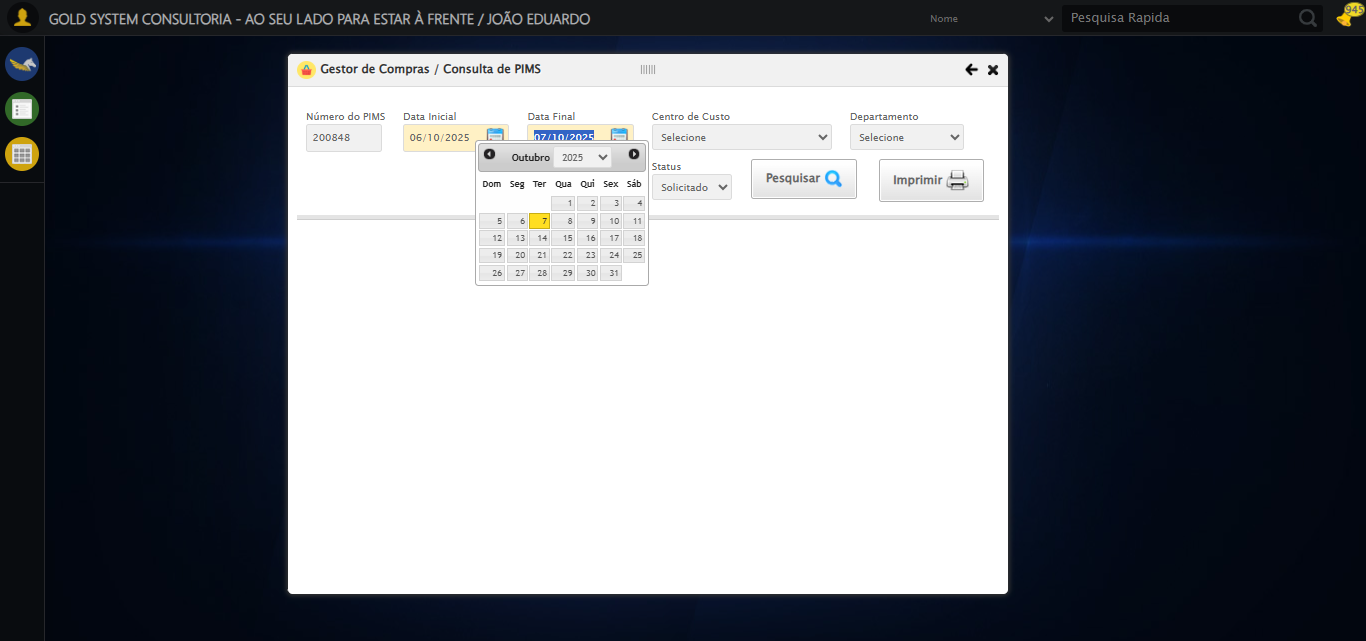 GOLD SYSTEM CONSULTORIA - AO SEU LADO PARA ESTAR À FRENTE / JOÃO EDUARDO
Nome
Pesquisa Rapida
945
Gestor de Compras / Consulta de PIMS
Número do PIMS
Data Inicial
Data Final
Centro de Custo
Departamento
200848
06/10/2025
07/10/2025
Selecione
Selecione
Status
Solicitado
Pesquisar
Imprimir
Outubro 2025
Dom Seg Ter Qua Qui Sex Sáb
1 2 3 4
5 6 7 8 9 10 11
12 13 14 15 16 17 18
19 20 21 22 23 24 25
26 27 28 29 30 31